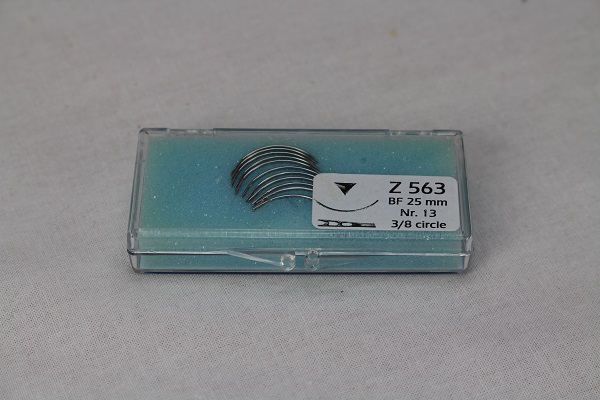 Z 563
BF 25 mm
Nr. 13
3/8 circle